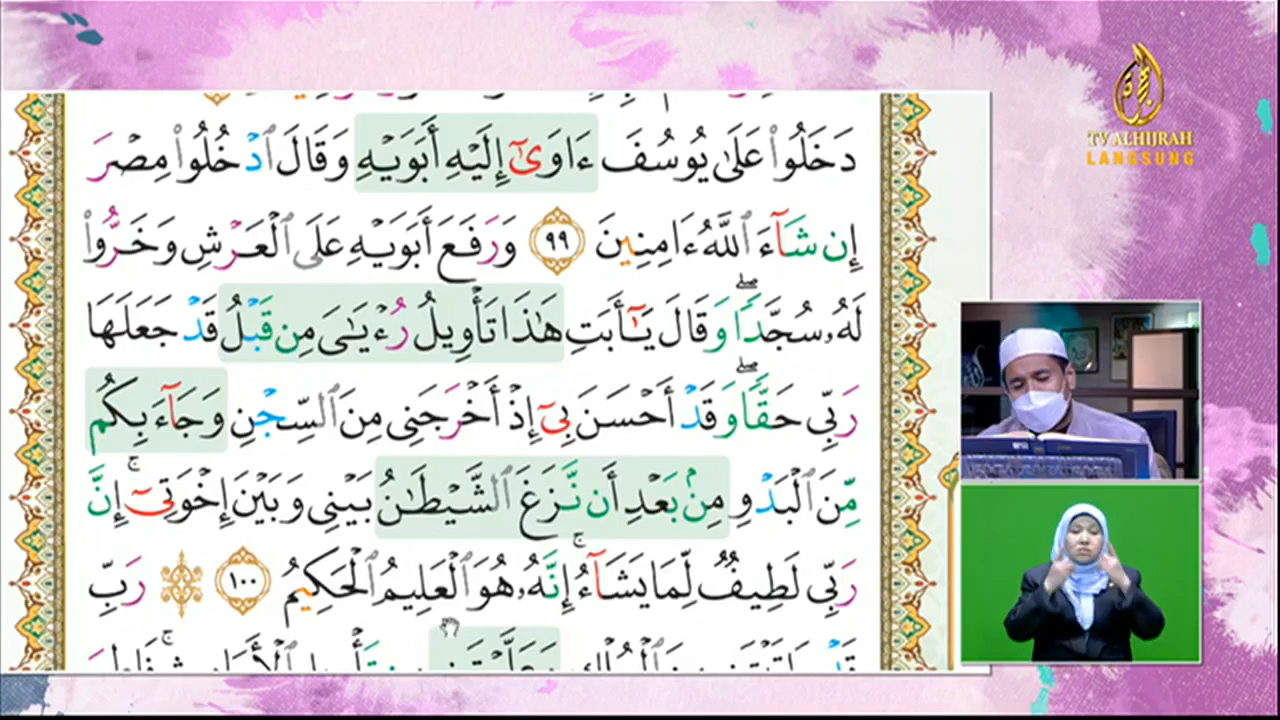 دَخَلُوا۟ عَلَىٰ يُوسُفَ ءَاوَىٰٓ إِلَيْهِ أَبَوَيْهِ وَقَالَ ٱدْخُلُوا۟ مِصْرَ
إِن شَآءَ ٱللَّهُ ءَامِنِينَ ٩٩ وَرَفَعَ أَبَوَيْهِ عَلَى ٱلْعَرْشِ وَخَرُّوا۟
لَهُۥ سُجَّدًا ۖ وَقَالَ يَـٰٓأَبَتِ هَـٰذَا تَأْوِيلُ رُءْيَـٰىَ مِن قَبْلُ قَدْ جَعَلَهَا
رَبِّى حَقًّا ۖ وَقَدْ أَحْسَنَ بِىٓ إِذْ أَخْرَجَنِى مِنَ ٱلسِّجْنِ وَجَآءَ بِكُم
مِّنَ ٱلْبَدْوِ مِنۢ بَعْدِ أَن نَّزَغَ ٱلشَّيْطَـٰنُ بَيْنِى وَبَيْنَ إِخْوَتِىٓ ۚ إِنَّ
رَبِّى لَطِيفٌ لِّمَا يَشَآءُ ۚ إِنَّهُۥ هُوَ ٱلْعَلِيمُ ٱلْحَكِيمُ ١٠٠ رَبِّ
TV ALHIJRAH
LANGSUNG